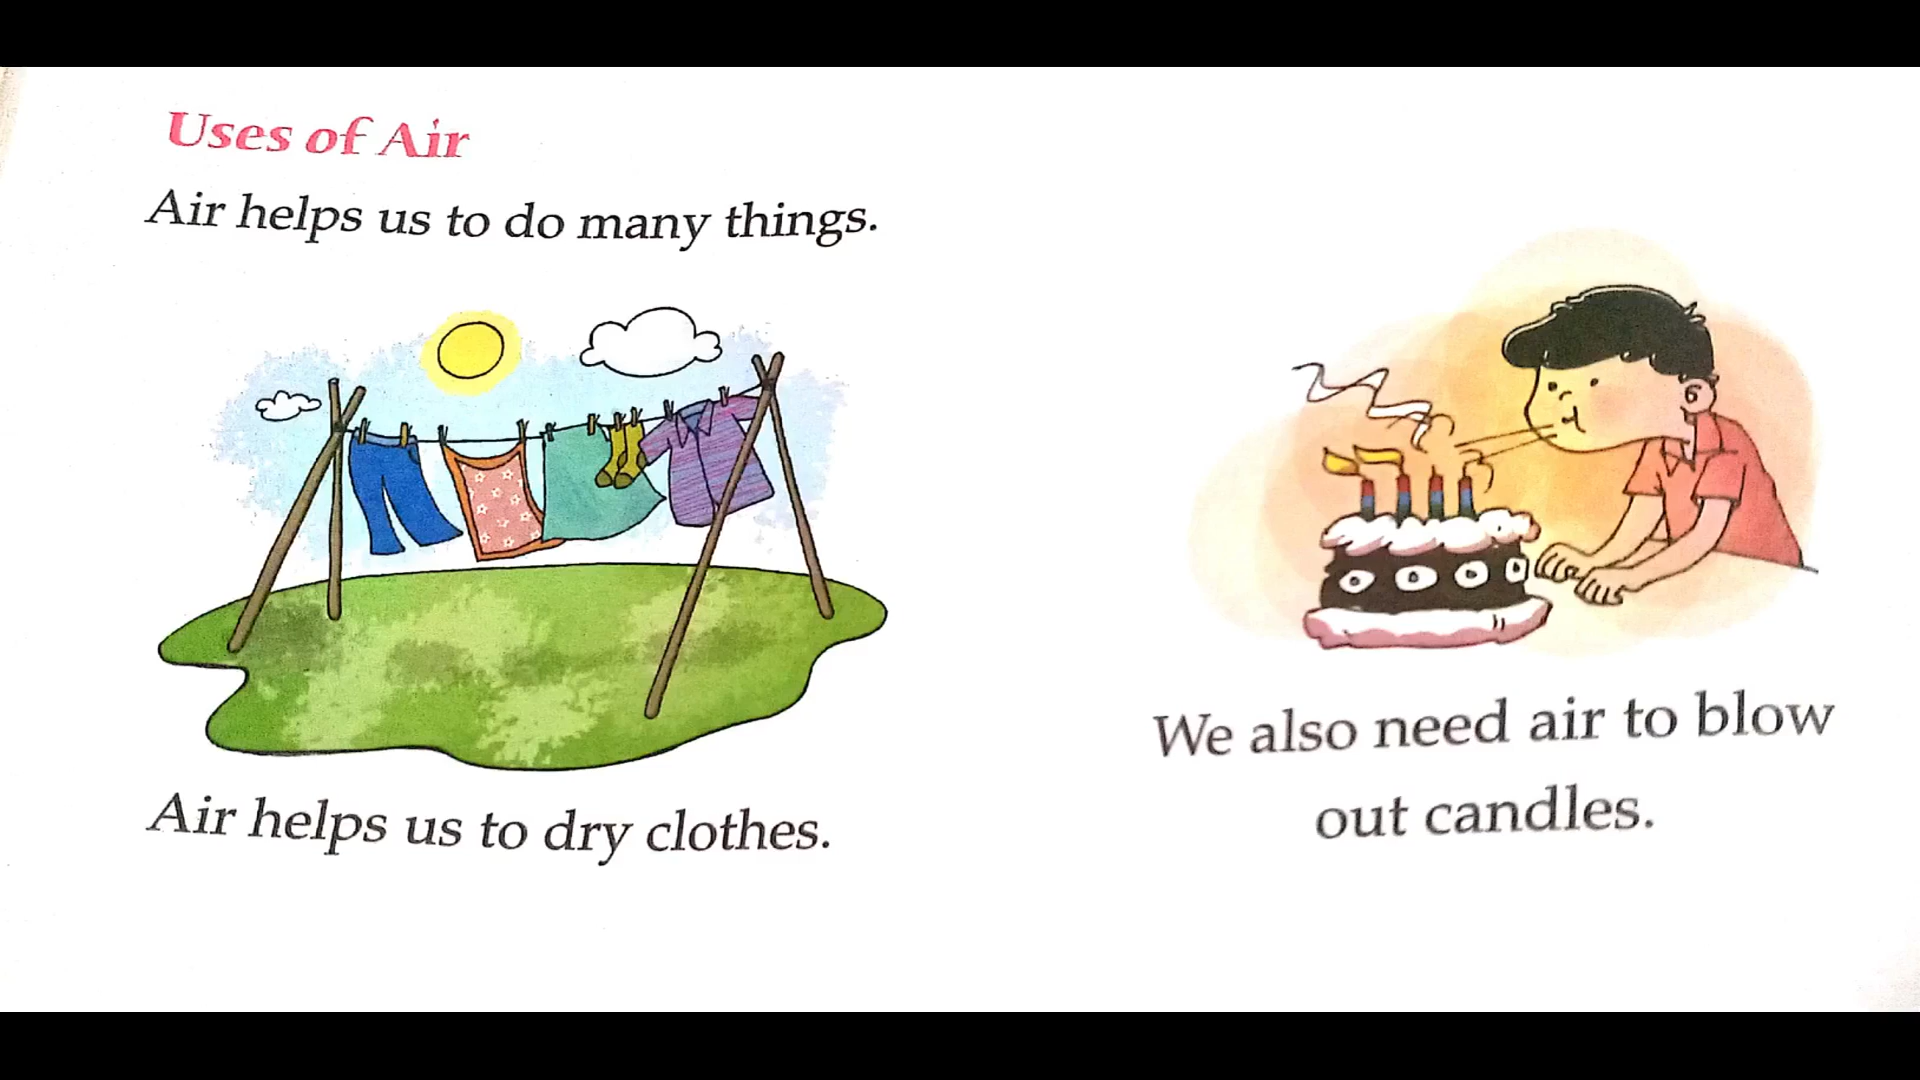 Uses of Air
Air helps us to do many things.
Air helps us to dry clothes.
We also need air to blow
out candles.